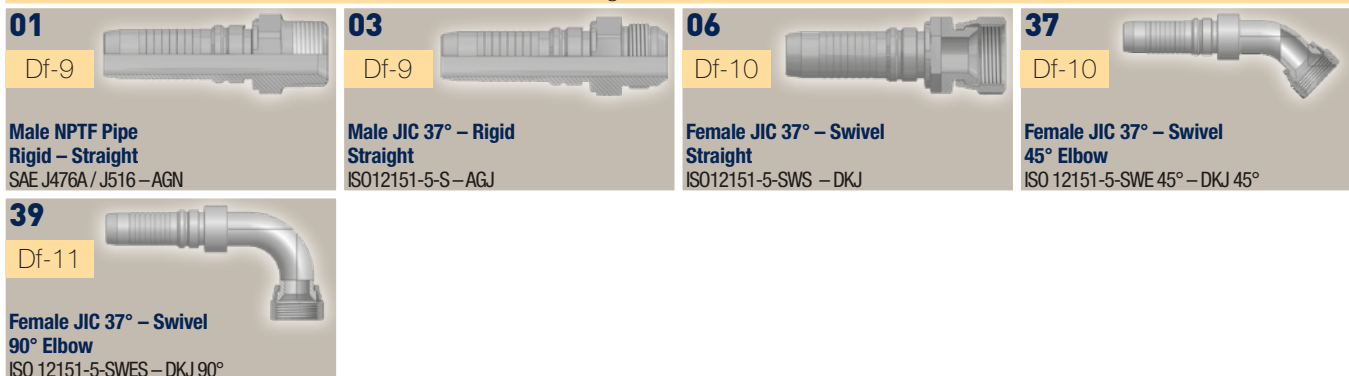 01
Df-9
Male NPTF Pipe
Rigid – Straight
SAE J476A / J516 – AGN
03
Df-9
Male JIC 37° – Rigid
Straight
ISO12151-5-S – AGJ
06
Df-10
Female JIC 37° – Swivel
Straight
ISO12151-5-SWS – DKJ
37
Df-10
Female JIC 37° – Swivel
45° Elbow
ISO 12151-5-SWE 45° – DKJ 45°
39
Df-11
Female JIC 37° – Swivel
90° Elbow
ISO 12151-5-SWES – DKJ 90°